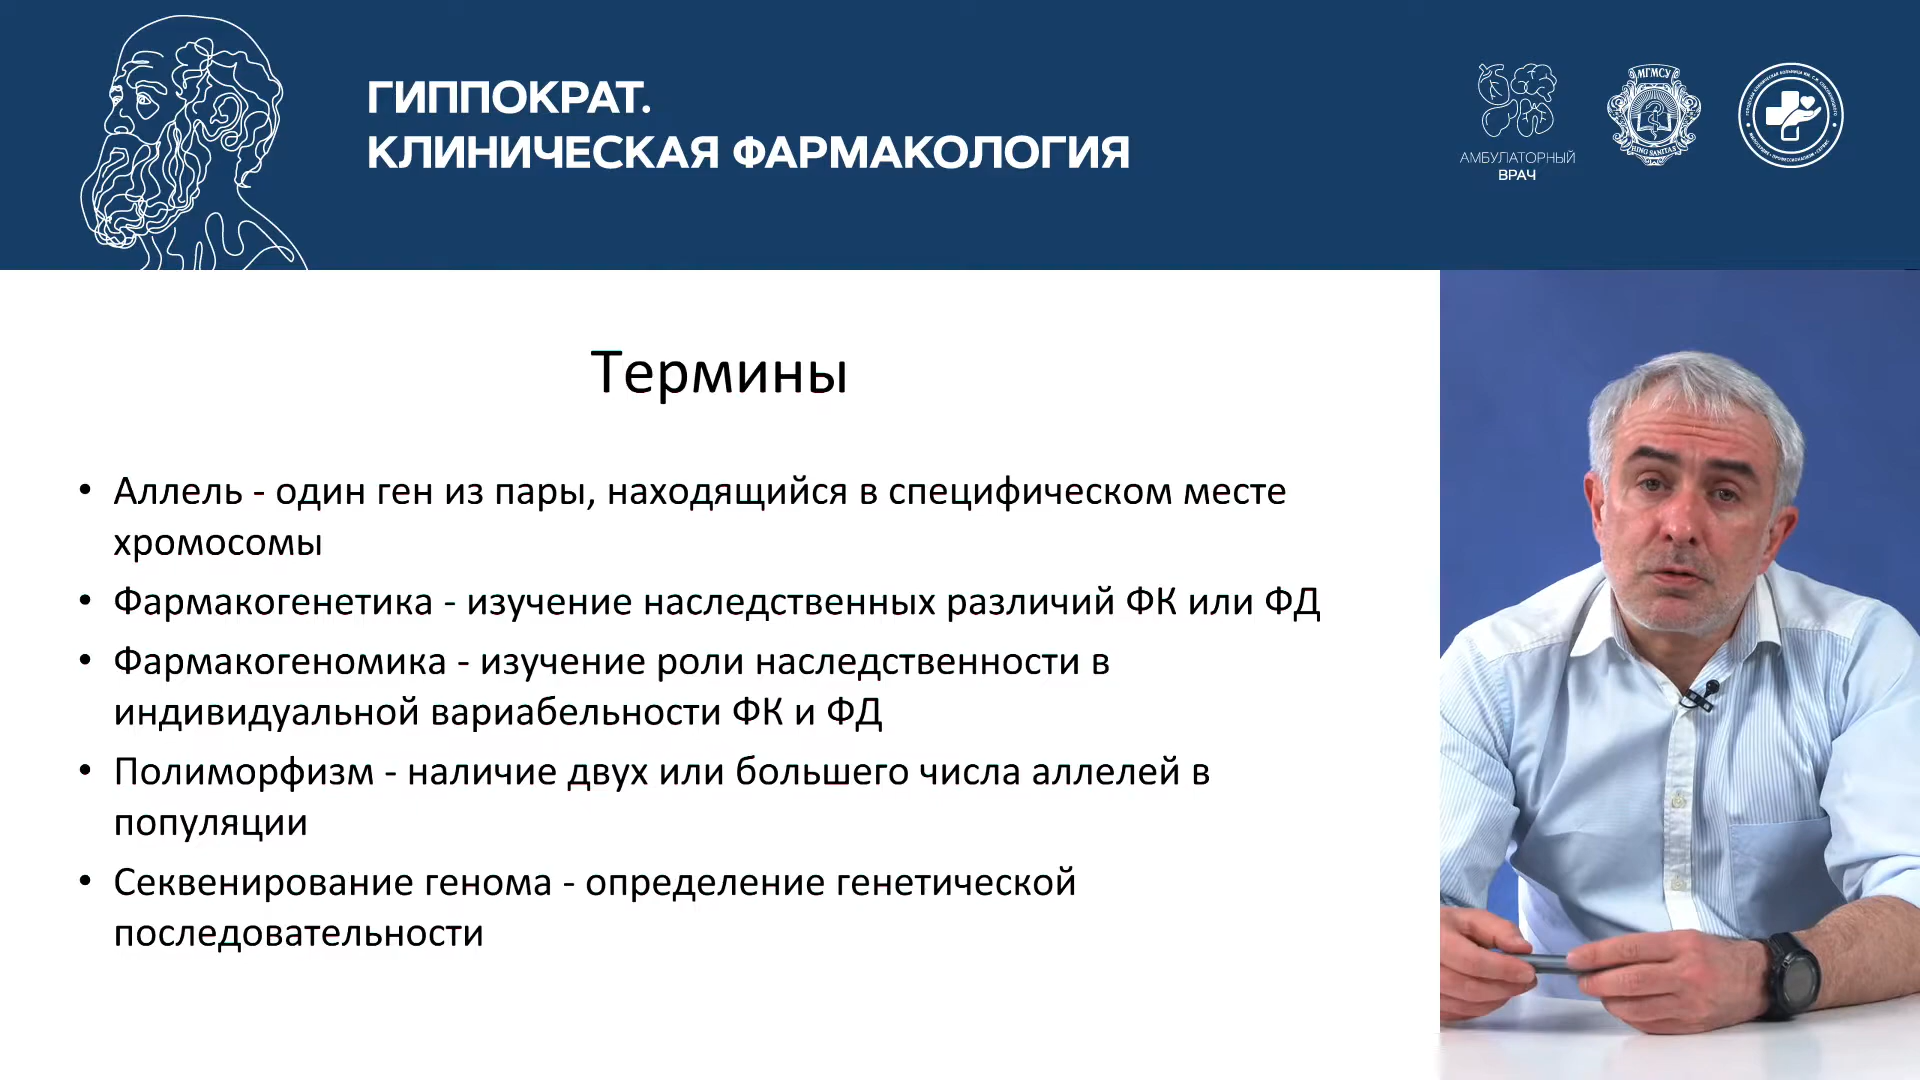 ГИППОКРАТ.
КЛИНИЧЕСКАЯ ФАРМАКОЛОГИЯ
АМБУЛАТОРНЫЙ
ВРАЧ
МГМСУ
Термины
• Аллель - один ген из пары, находящийся в специфическом месте
хромосомы
• Фармакогенетика - изучение наследственных различий ФК или ФД
• Фармакогеномика - изучение роли наследственности в
индивидуальной вариабельности ФК и ФД
• Полиморфизм - наличие двух или большего числа аллелей в
популяции
• Секвенирование генома - определение генетической
последовательности